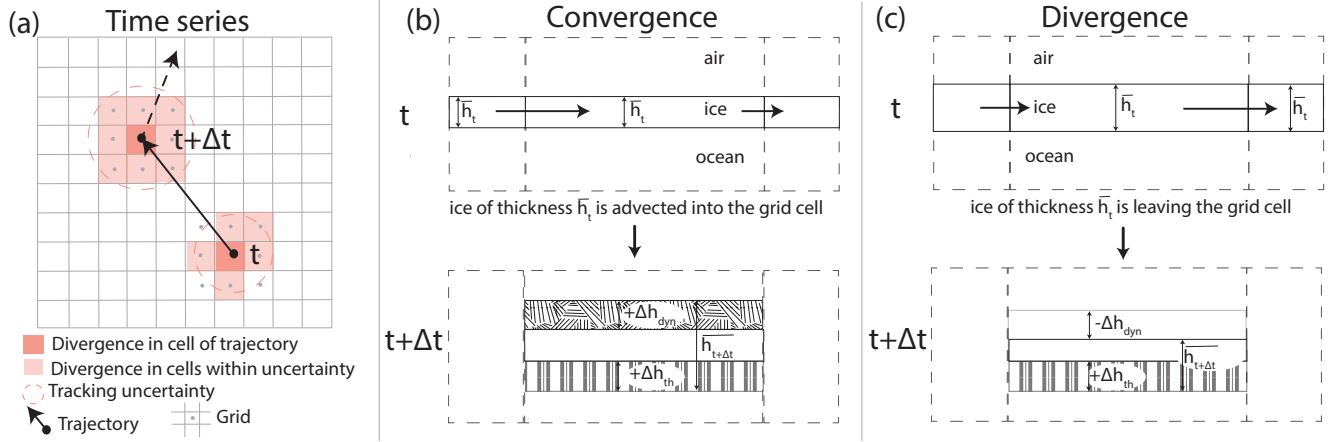 (a)
Time series
t+Δt
t
Divergence in cell of trajectory
Divergence in cells within uncertainty
Tracking uncertainty
Trajectory
Grid
(b)
Convergence
air
t
h̅t
h̅t
ice
ocean
ice of thickness h̅t is advected into the grid cell
t+Δt
+Δhdyn
h̅t+Δt
+Δhth
(c)
Divergence
air
t
ice
h̅t
h̅t
ocean
ice of thickness h̅t is leaving the grid cell
t+Δt
-Δhdyn
h̅t+Δt
+Δhth